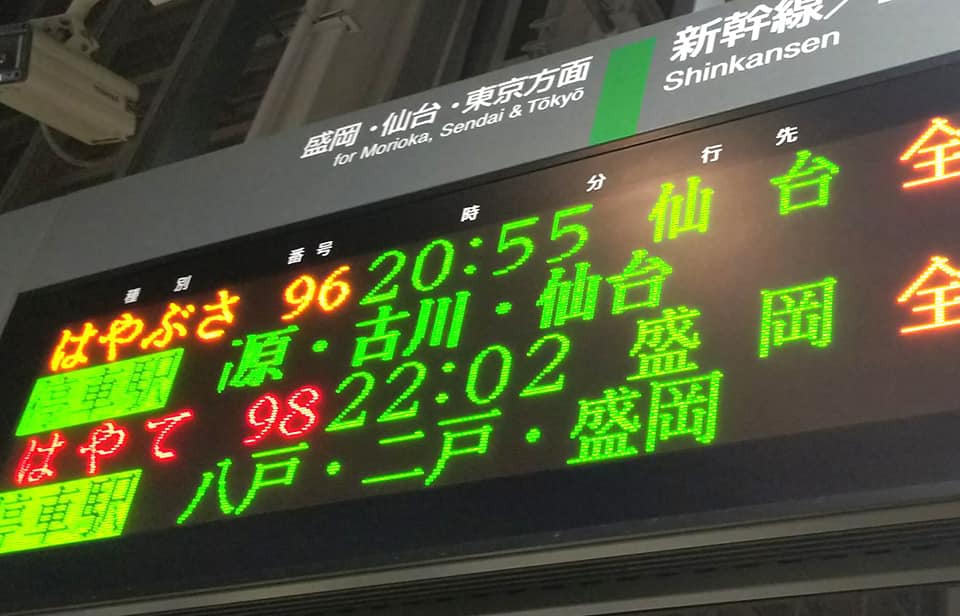 盛岡・仙台・東京方面
for Morioka, Sendai & Tōkyō
新幹線/
Shinkansen
種別 番号 時 分 行先
はやぶさ 96 20:55 仙台 全
停車駅 源・古川・仙台
はやて 98 22:02 盛岡 全
停車駅 八戸・二戸・盛岡